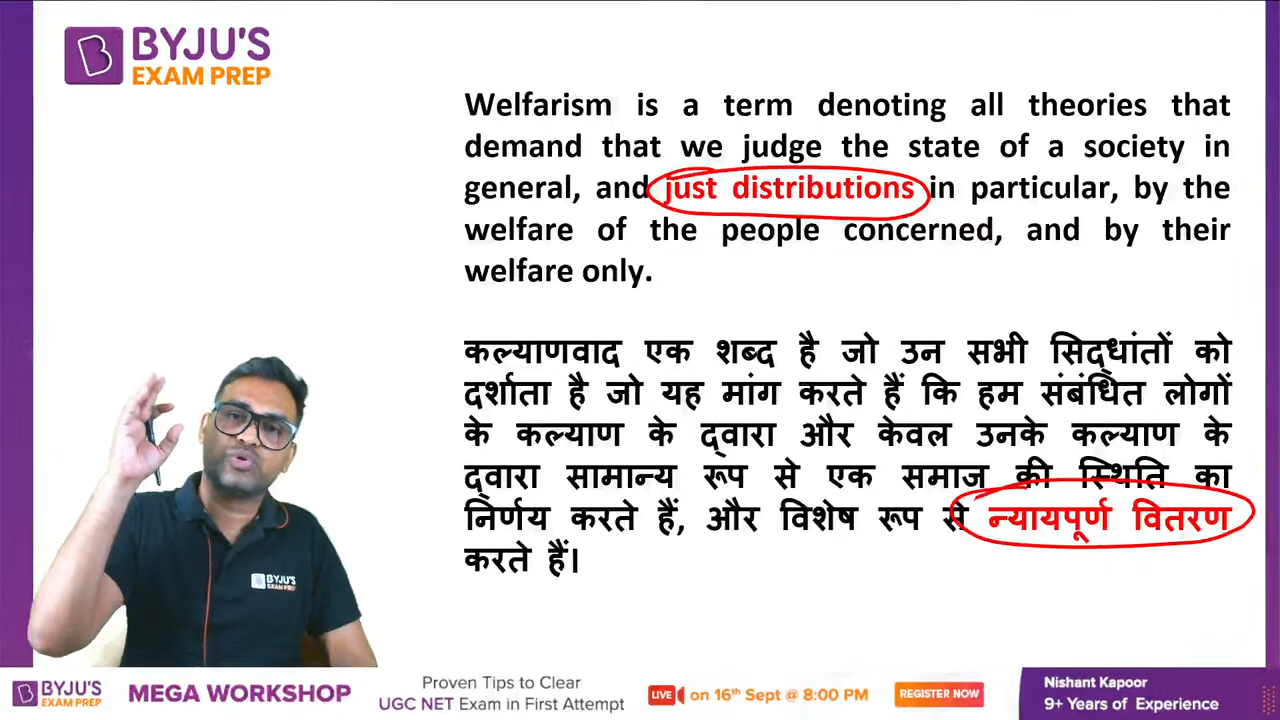 BYJU'S
EXAM PREP
Welfarism is a term denoting all theories that
demand that we judge the state of a society in
general, and just distributions in particular, by the
welfare of the people concerned, and by their
welfare only.
कल्याणवाद एक शब्द है जो उन सभी सिद्धांतों को
दर्शाता है जो यह मांग करते हैं कि हम संबंधित लोगों
के कल्याण के द्वारा और केवल उनके कल्याण के
द्वारा सामान्य रूप से एक समाज की स्थिति का
निर्णय करते हैं, और विशेष रूप से न्यायपूर्ण वितरण
करते हैं।
BYJU'S
EXAM PREP
BYJU'S
EXAM PREP
MEGA WORKSHOP
Proven Tips to Clear
UGC NET Exam in First Attempt
LIVE on 16th Sept @ 8:00 PM
REGISTER NOW
Nishant Kapoor
9+ Years of Experience